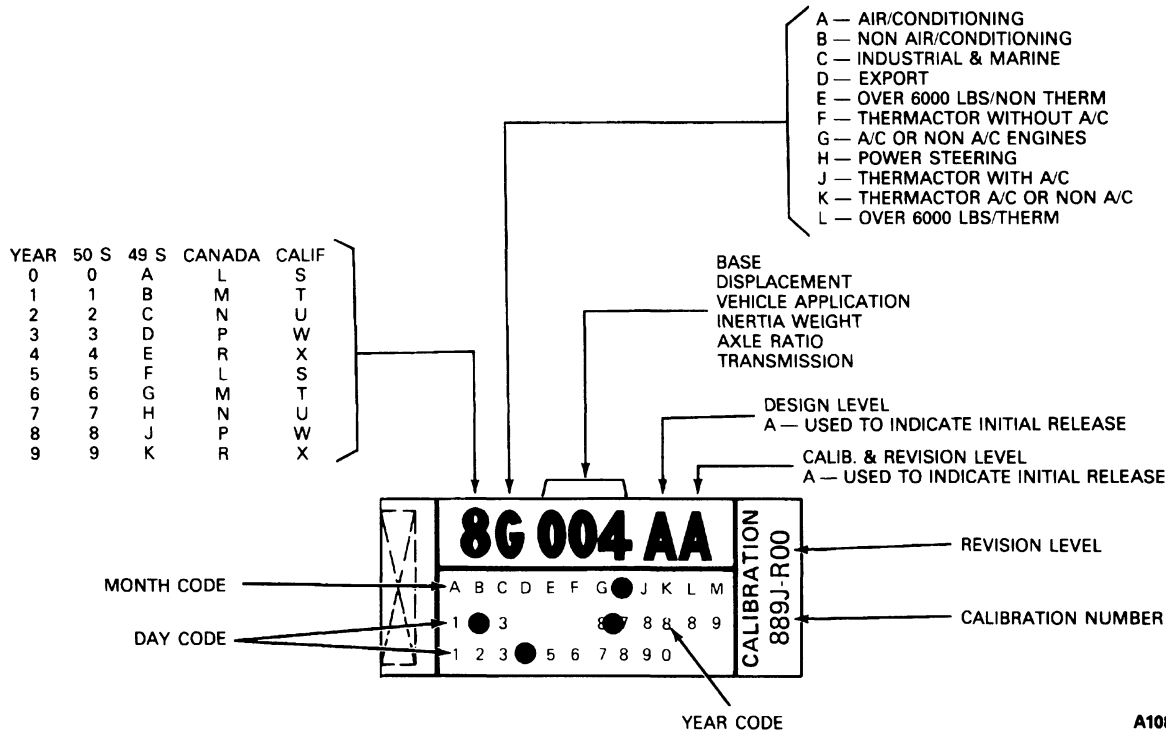 A — AIR/CONDITIONING
B — NON AIR/CONDITIONING
C — INDUSTRIAL & MARINE
D — EXPORT
E — OVER 6000 LBS/NON THERM
F — THERMACTOR WITHOUT A/C
G — A/C OR NON A/C ENGINES
H — POWER STEERING
J — THERMACTOR WITH A/C
K — THERMACTOR A/C OR NON A/C
L — OVER 6000 LBS/THERM
YEAR 50 S 49 S CANADA CALIF
0 0 A L S
1 1 B M T
2 2 C N U
3 3 D P W
4 4 E R X
5 5 F L S
6 6 G M T
7 7 H N U
8 8 J P W
9 9 K R X
BASE
DISPLACEMENT
VEHICLE APPLICATION
INERTIA WEIGHT
AXLE RATIO
TRANSMISSION
DESIGN LEVEL
A — USED TO INDICATE INITIAL RELEASE
CALIB. & REVISION LEVEL
A — USED TO INDICATE INITIAL RELEASE
8G 004 AA
CALIBRATION
889J-R00
REVISION LEVEL
CALIBRATION NUMBER
MONTH CODE
A B C D E F G J K L M
DAY CODE
1 3 8 7 8 8 8 9
1 2 3 5 6 7 8 9 0
YEAR CODE
A108